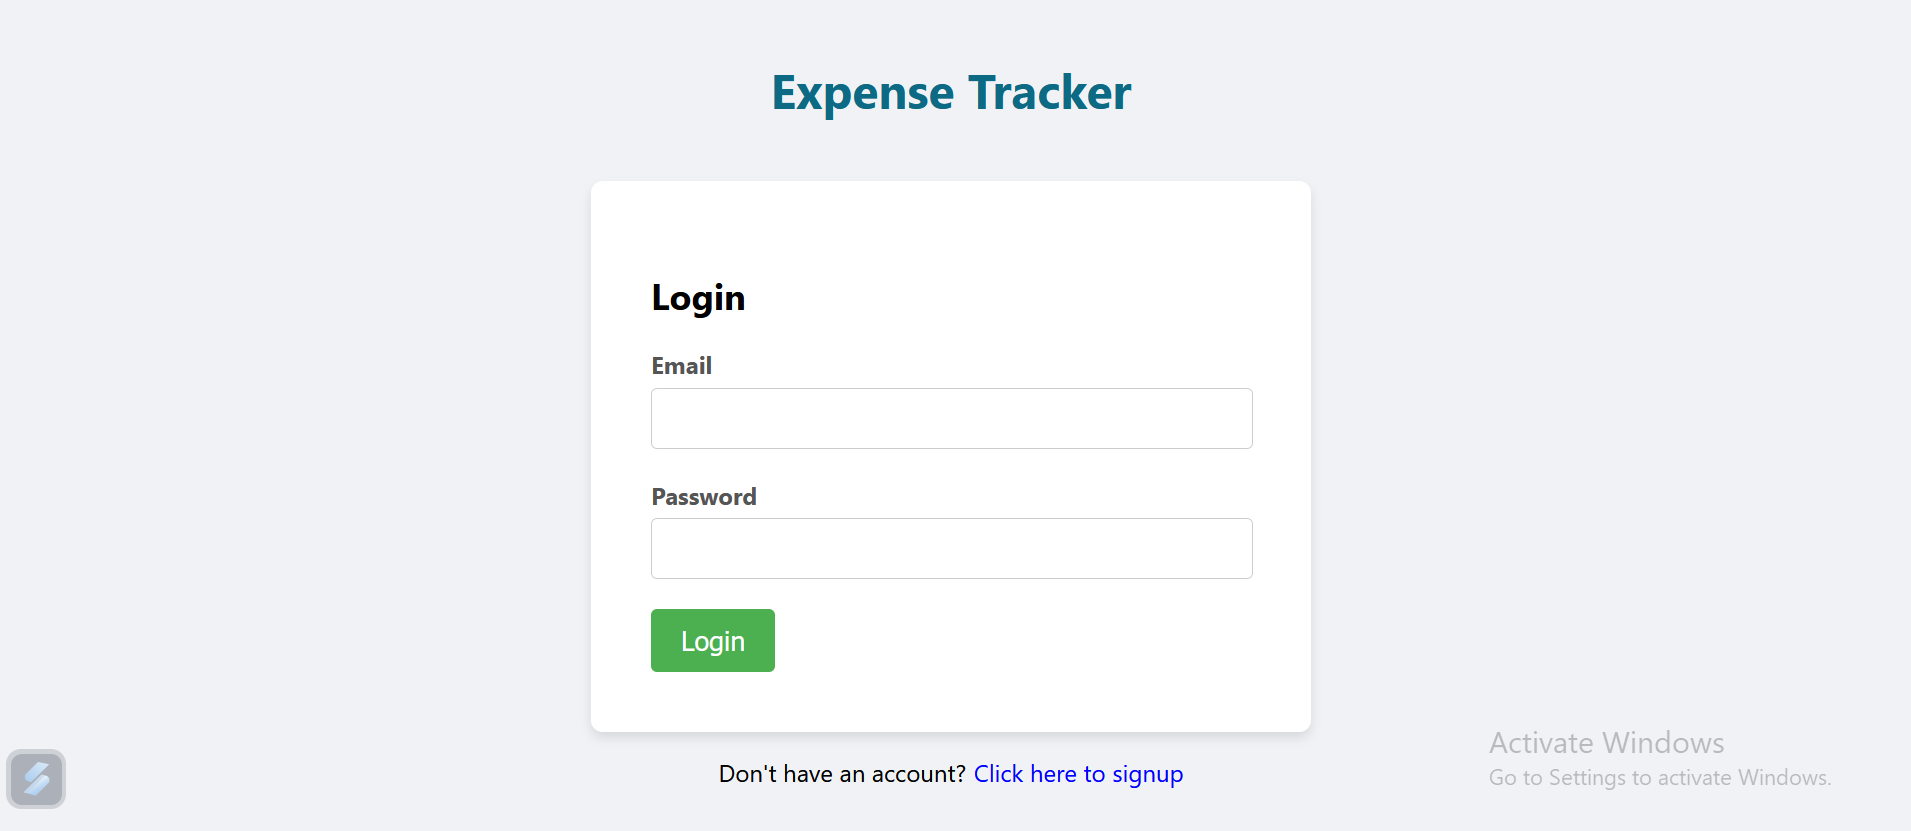 Expense Tracker
Login
Email
Password
Login
Don't have an account? Click here to signup
Activate Windows
Go to Settings to activate Windows.